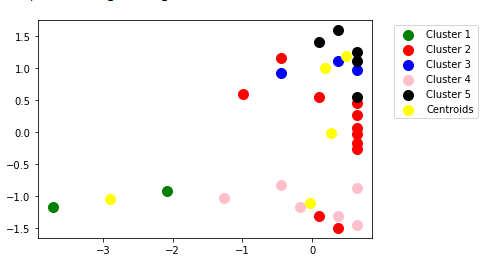 1.5
1.0
0.5
0.0
−0.5
−1.0
−1.5
−3
−2
−1
0
Cluster 1
Cluster 2
Cluster 3
Cluster 4
Cluster 5
Centroids